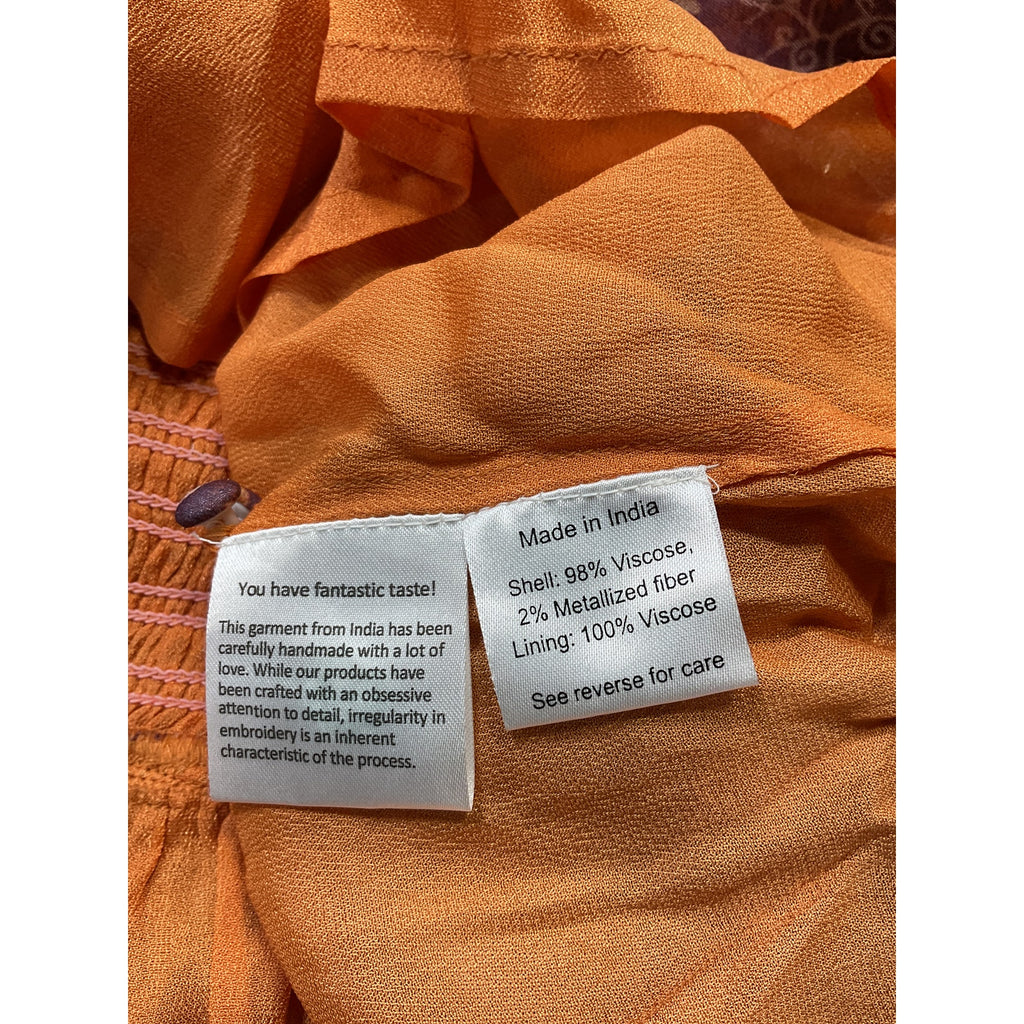 You have fantastic taste!
This garment from India has been
carefully handmade with a lot of
love. While our products have
been crafted with an obsessive
attention to detail, irregularity in
embroidery is an inherent
characteristic of the process.
Made in India
Shell: 98% Viscose,
2% Metallized fiber
Lining: 100% Viscose
See reverse for care